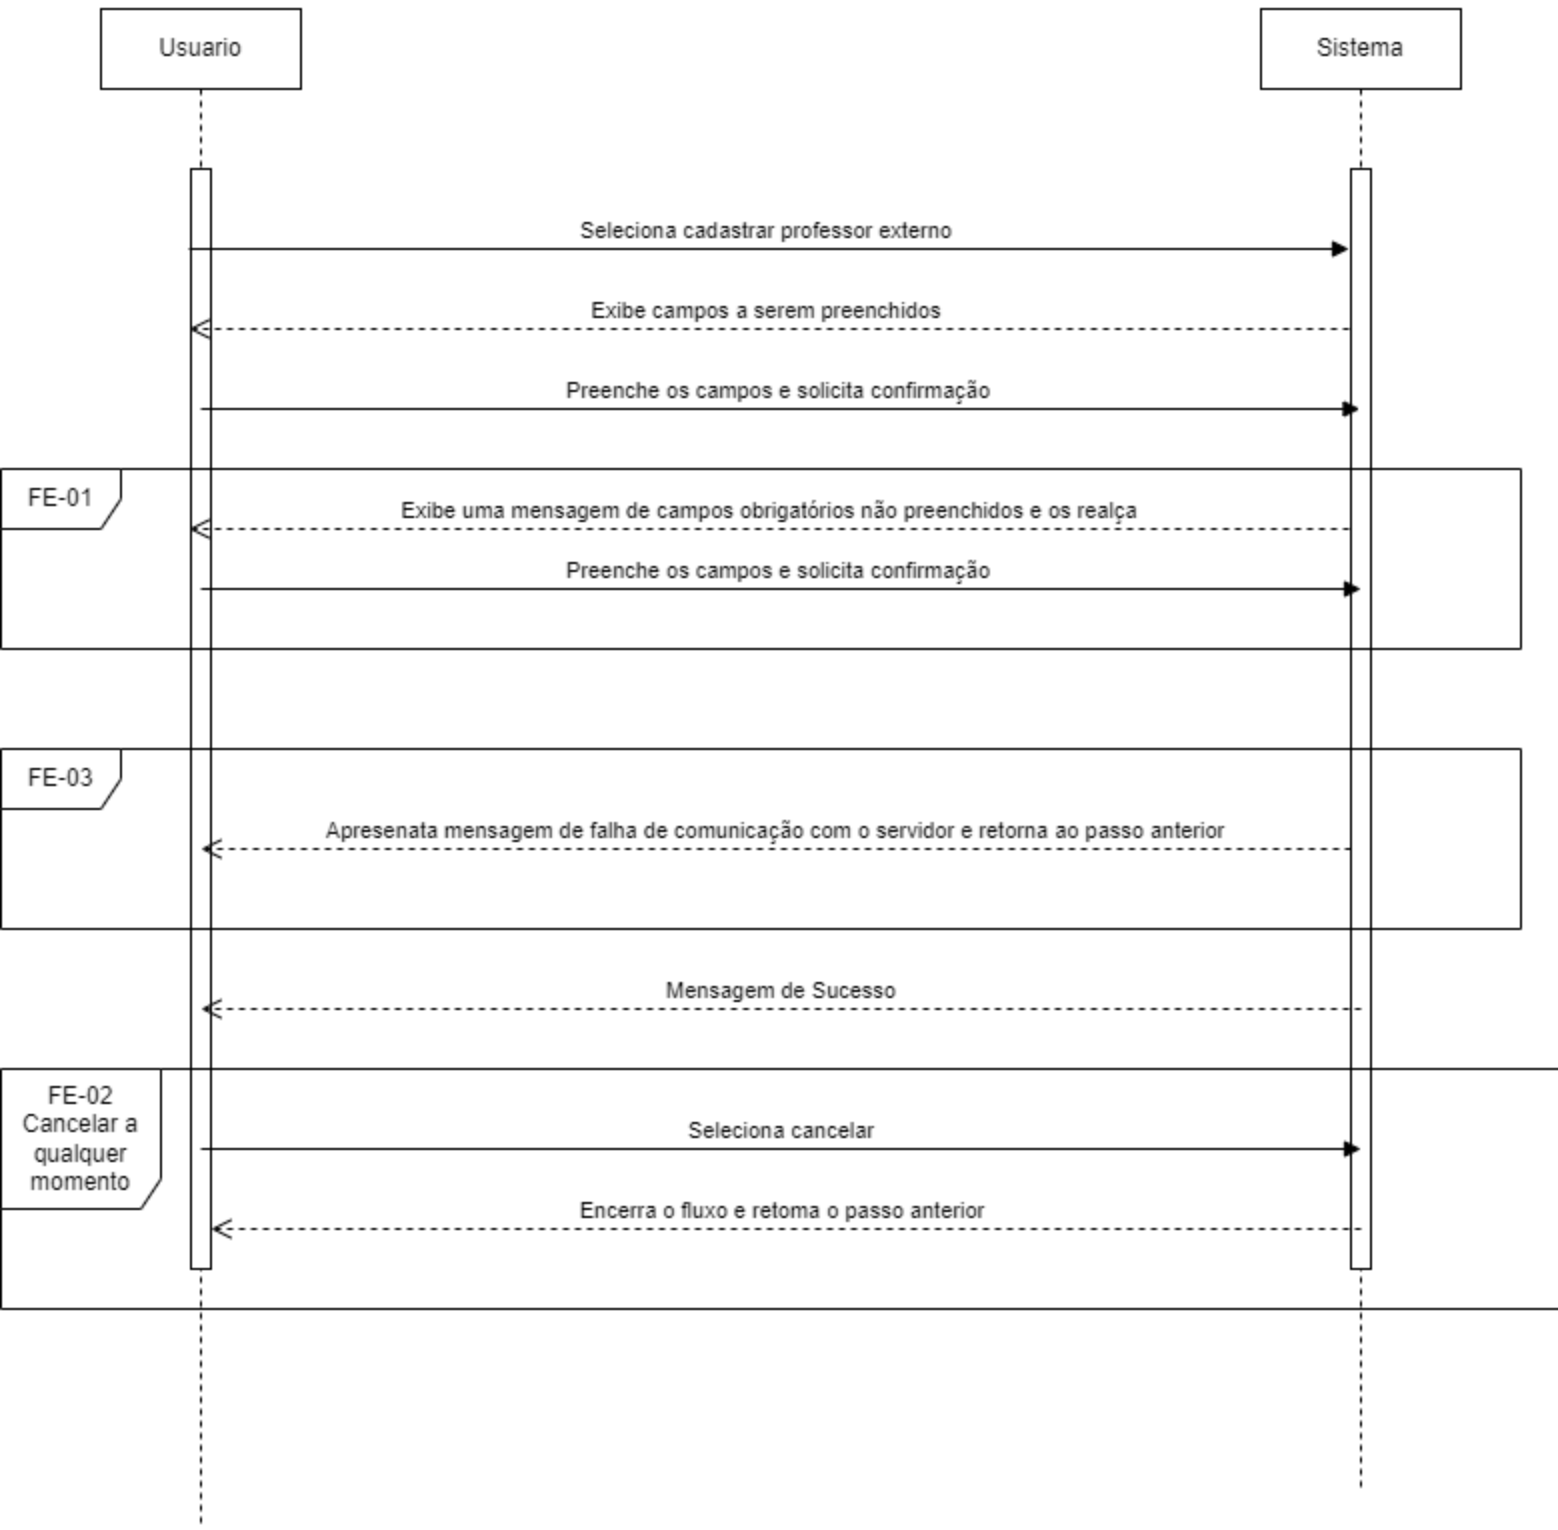 Usuario
Sistema
Seleciona cadastrar professor externo
Exibe campos a serem preenchidos
Preenche os campos e solicita confirmação
FE-01
Exibe uma mensagem de campos obrigatórios não preenchidos e os realça
Preenche os campos e solicita confirmação
FE-03
Apresenata mensagem de falha de comunicação com o servidor e retorna ao passo anterior
Mensagem de Sucesso
FE-02
Cancelar a
qualquer
momento
Seleciona cancelar
Encerra o fluxo e retoma o passo anterior